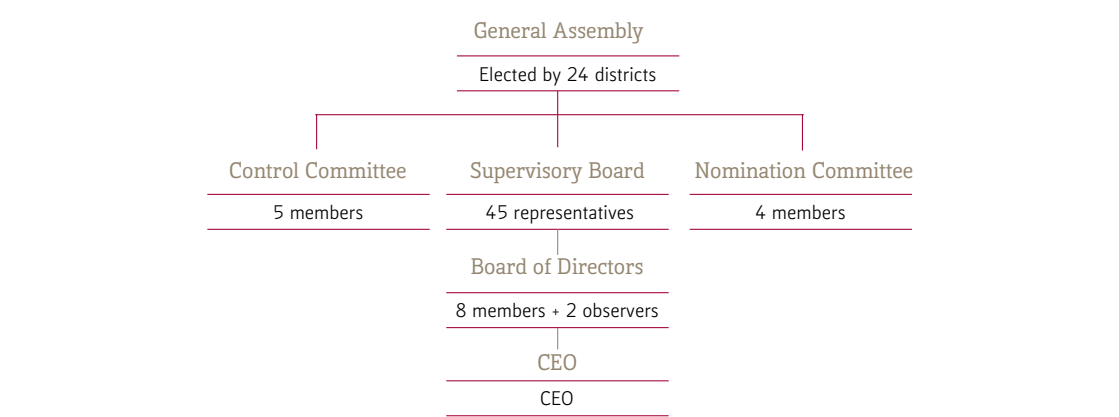 General Assembly
Elected by 24 districts
Control Committee
5 members
Supervisory Board
45 representatives
Nomination Committee
4 members
Board of Directors
8 members + 2 observers
CEO
CEO